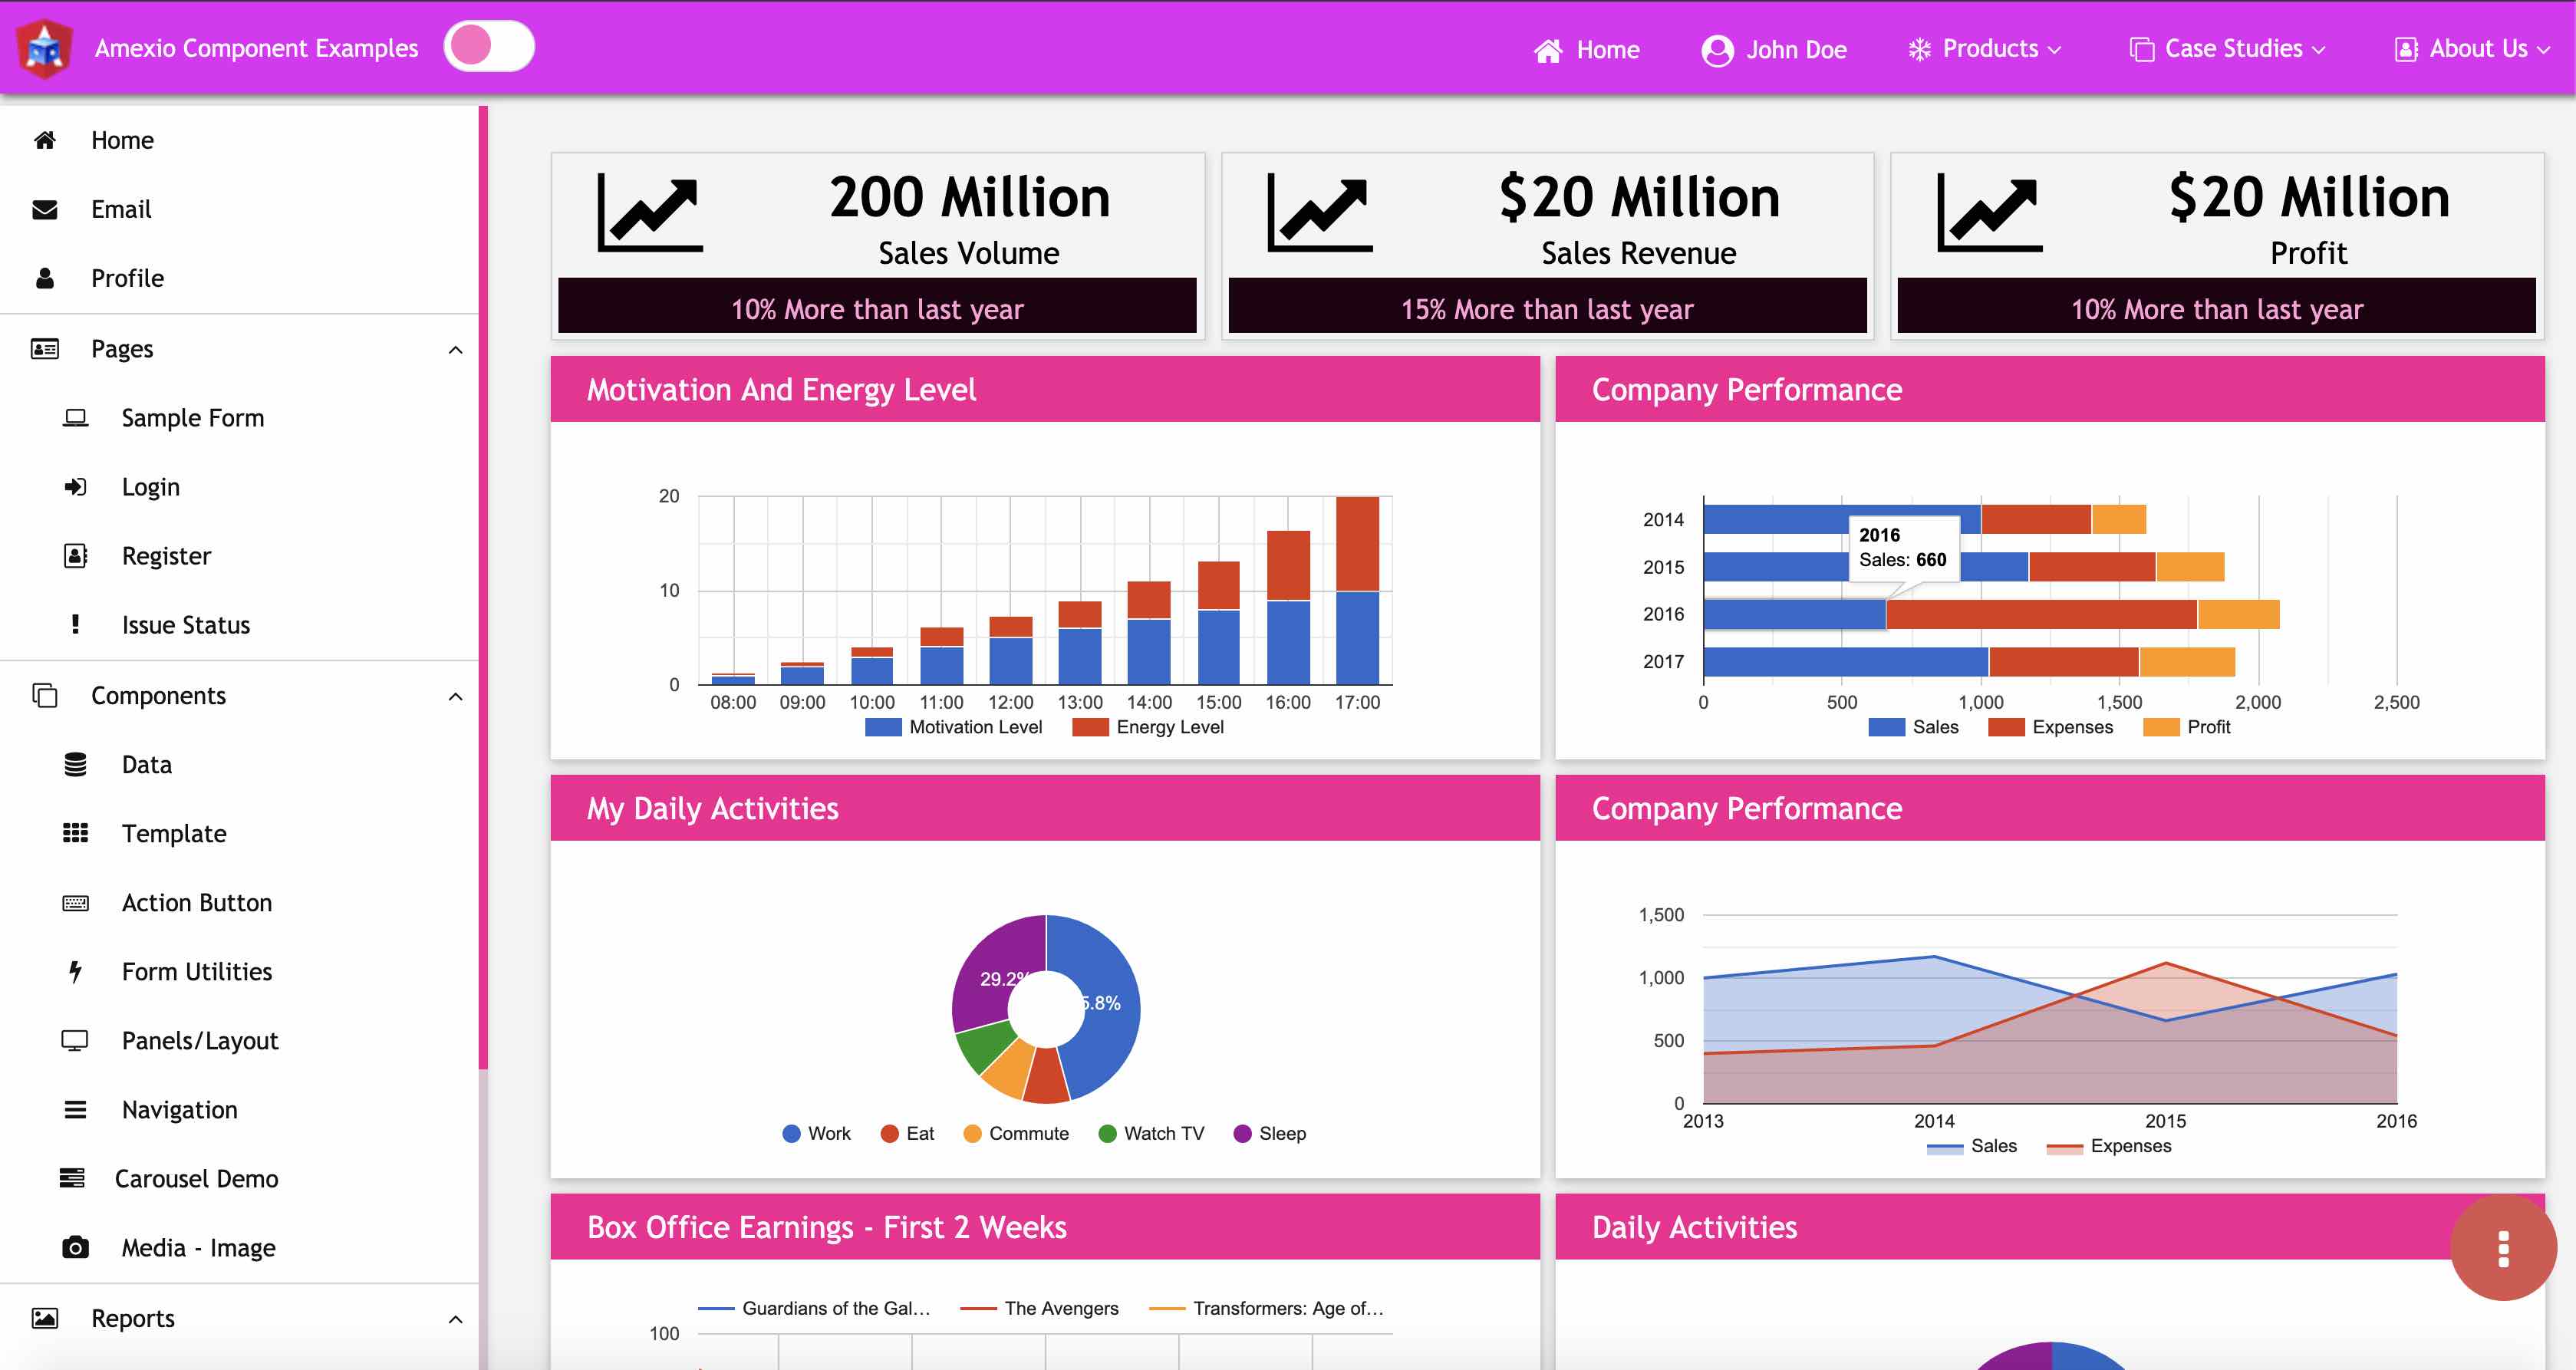 Amexio Component Examples
Home
John Doe
Products
Case Studies
About Us
Home
Email
Profile
Pages
Sample Form
Login
Register
Issue Status
Components
Data
Template
Action Button
Form Utilities
Panels/Layout
Navigation
Carousel Demo
Media - Image
Reports
200 Million
Sales Volume
10% More than last year
$20 Million
Sales Revenue
15% More than last year
$20 Million
Profit
10% More than last year
Motivation And Energy Level
20
10
0
08:00 09:00 10:00 11:00 12:00 13:00 14:00 15:00 16:00 17:00
Motivation Level Energy Level
Company Performance
2014
2015
2016
2017
2016
Sales: 660
0 500 1,000 1,500 2,000 2,500
Sales Expenses Profit
My Daily Activities
29.2%
5.8%
Work Eat Commute Watch TV Sleep
Company Performance
1,500
1,000
500
0
2013 2014 2015 2016
Sales Expenses
Box Office Earnings - First 2 Weeks
Guardians of the Gal... The Avengers Transformers: Age of...
100
Daily Activities